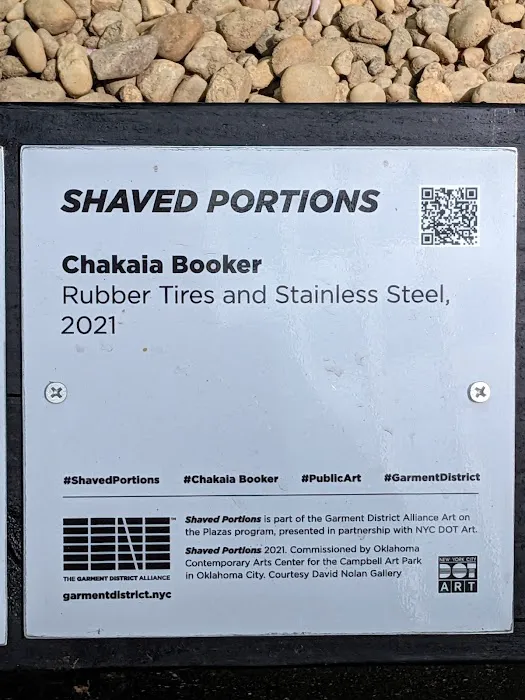 SHAVED PORTIONS
Chakaia Booker
Rubber Tires and Stainless Steel,
2021
#ShavedPortions #Chakaia Booker #PublicArt #GarmentDistrict
Shaved Portions is part of the Garment District Alliance Art on
the Plazas program, presented in partnership with NYC DOT Art.
Shaved Portions 2021. Commissioned by Oklahoma
Contemporary Arts Center for the Campbell Art Park
in Oklahoma City. Courtesy David Nolan Gallery
THE GARMENT DISTRICT ALLIANCE
garmentdistrict.nyc
NEW YORK CITY
DOT
ART